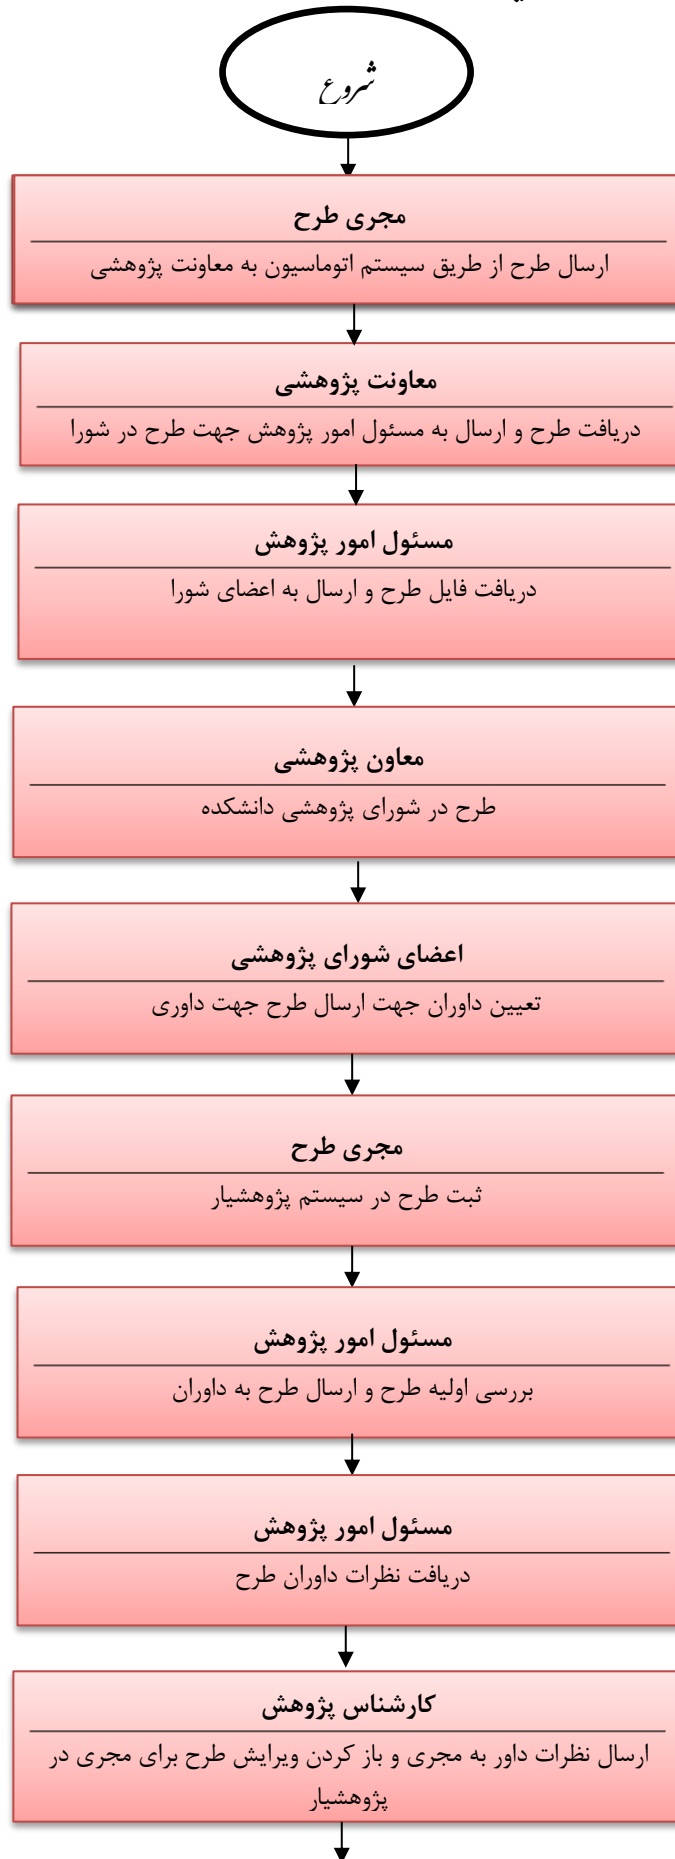 شروع
مجری طرح
ارسال طرح از طریق سیستم اتوماسیون به معاونت پژوهشی
معاونت پژوهشی
دریافت طرح و ارسال به مسئول امور پژوهش جهت طرح در شورا
مسئول امور پژوهش
دریافت فایل طرح و ارسال به اعضای شورا
معاون پژوهشی
طرح در شورای پژوهشی دانشکده
اعضای شورای پژوهشی
تعیین داوران جهت ارسال طرح جهت داوری
مجری طرح
ثبت طرح در سیستم پژوهشیار
مسئول امور پژوهش
بررسی اولیه طرح و ارسال طرح به داوران
مسئول امور پژوهش
دریافت نظرات داوران طرح
کارشناس پژوهش
ارسال نظرات داور به مجری و باز کردن ویرایش طرح برای مجری در
پژوهشیار